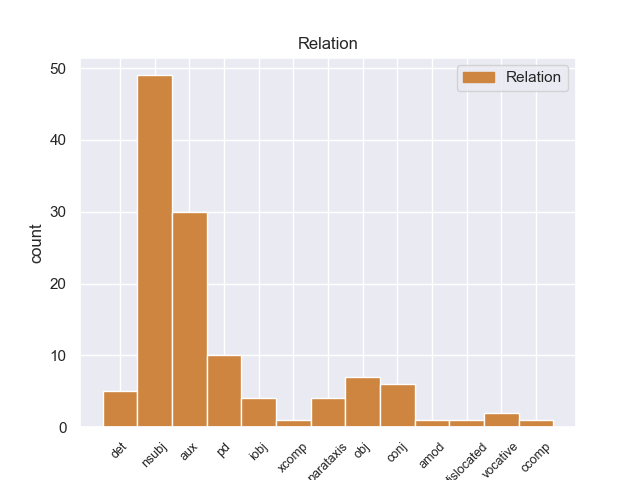 Relation
Relation
count
50
40
30
20
10
0
det
nsubj
aux
pd
iobj
xcomp
parataxis
obj
conj
amod
islocated
vocative
ccomp